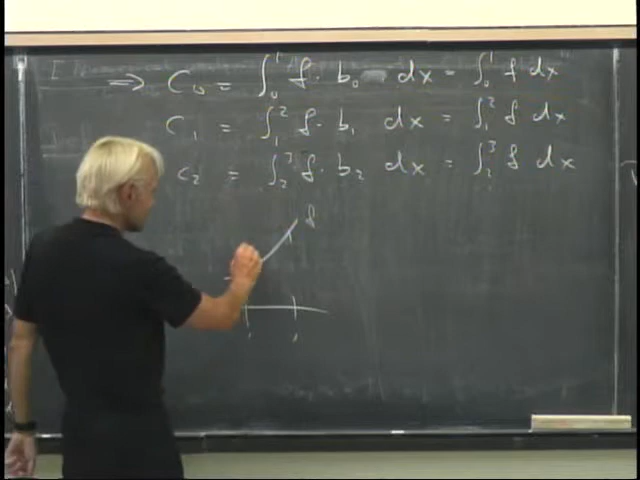 ⇒ C₀ = ∫₀¹ f · b₀ dx = ∫₀¹ f dx
C₁ = ∫₁² f · b₁ dx = ∫₁² f dx
C₂ = ∫₂³ f · b₂ dx = ∫₂³ f dx
f